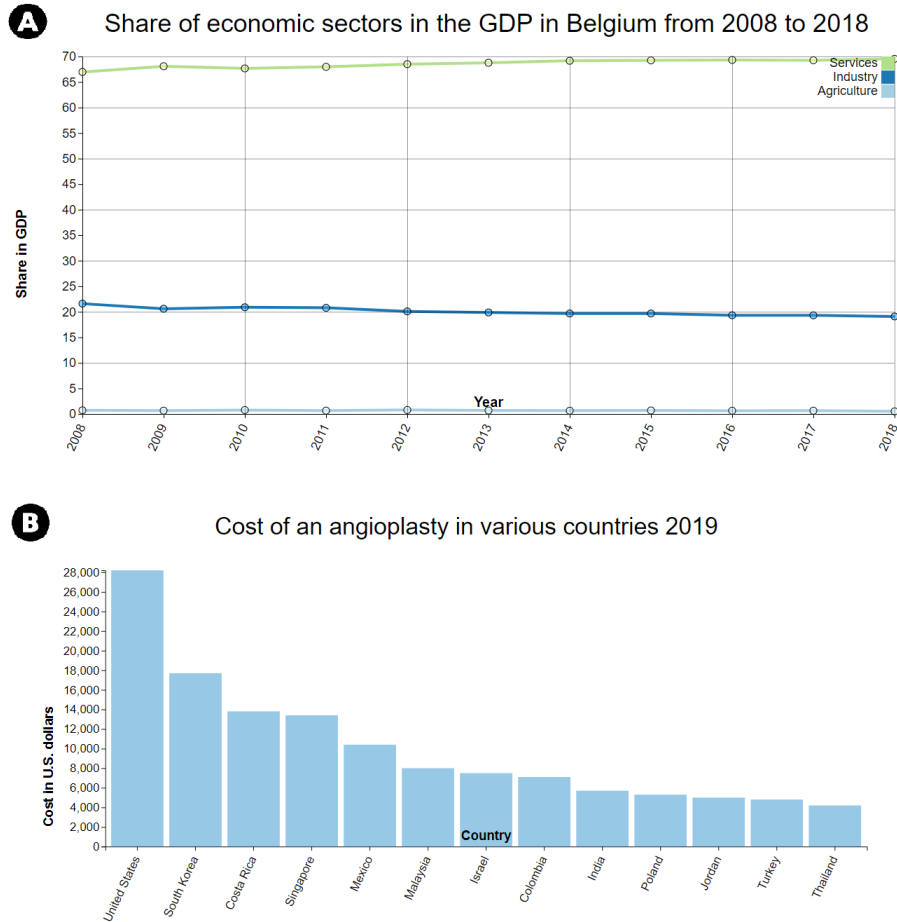 A
Share of economic sectors in the GDP in Belgium from 2008 to 2018
70
65
60
55
50
45
40
35
30
25
20
15
10
5
0
Share in GDP
Services
Industry
Agriculture
Year
2008
2009
2010
2011
2012
2013
2014
2015
2016
2017
2018
B
Cost of an angioplasty in various countries 2019
28,000
26,000
24,000
22,000
20,000
18,000
16,000
14,000
12,000
10,000
8,000
6,000
4,000
2,000
0
Cost in U.S. dollars
Country
United States
South Korea
Costa Rica
Singapore
Mexico
Malaysia
Israel
Colombia
India
Poland
Jordan
Turkey
Thailand